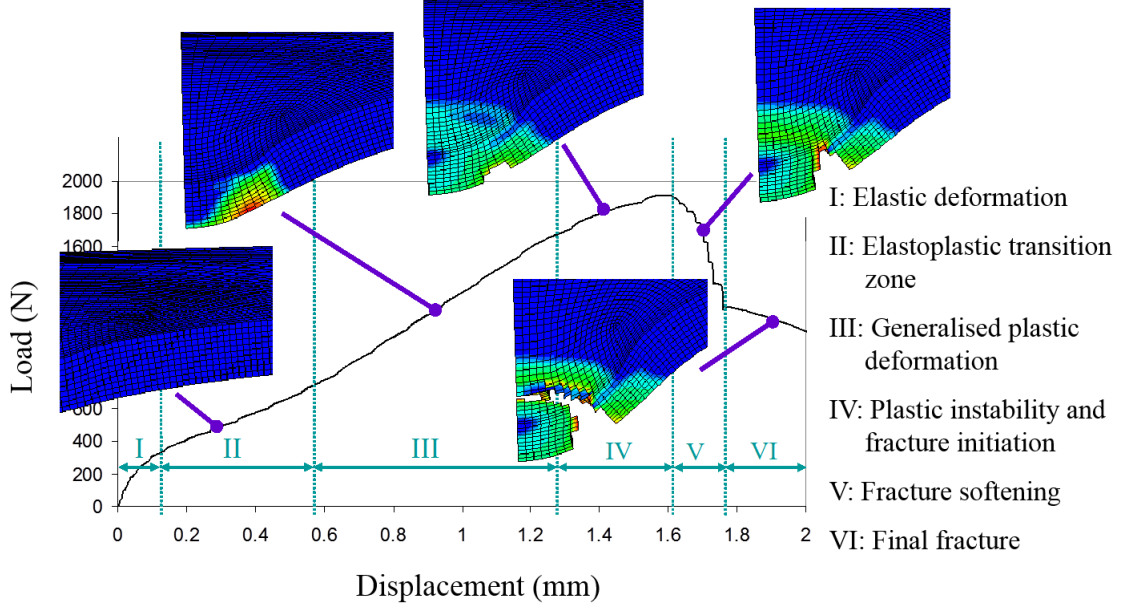 2000
1800
1600
600
400
200
0
Load (N)
I
II
III
IV
V
VI
0
0.2
0.4
0.6
0.8
1
1.2
1.4
1.6
1.8
2
Displacement (mm)
I: Elastic deformation
II: Elastoplastic transition
zone
III: Generalised plastic
deformation
IV: Plastic instability and
fracture initiation
V: Fracture softening
VI: Final fracture